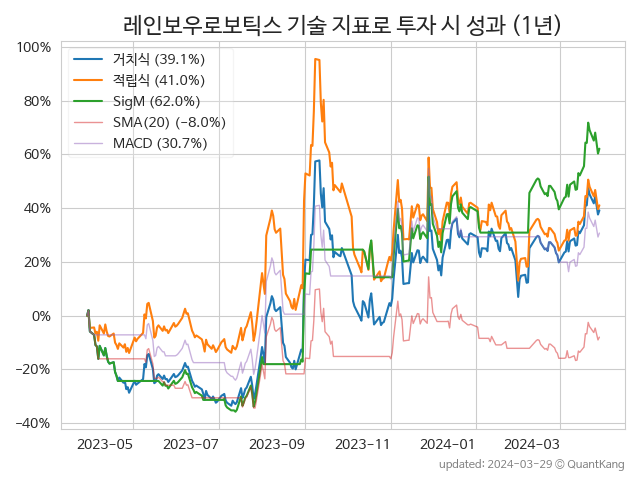 레인보우로보틱스 기술 지표로 투자 시 성과 (1년)
거치식 (39.1%)
적립식 (41.0%)
SigM (62.0%)
SMA(20) (−8.0%)
MACD (30.7%)
100%
80%
60%
40%
20%
0%
−20%
−40%
2023-05
2023-07
2023-09
2023-11
2024-01
2024-03
updated: 2024-03-29 ⓒ QuantKang